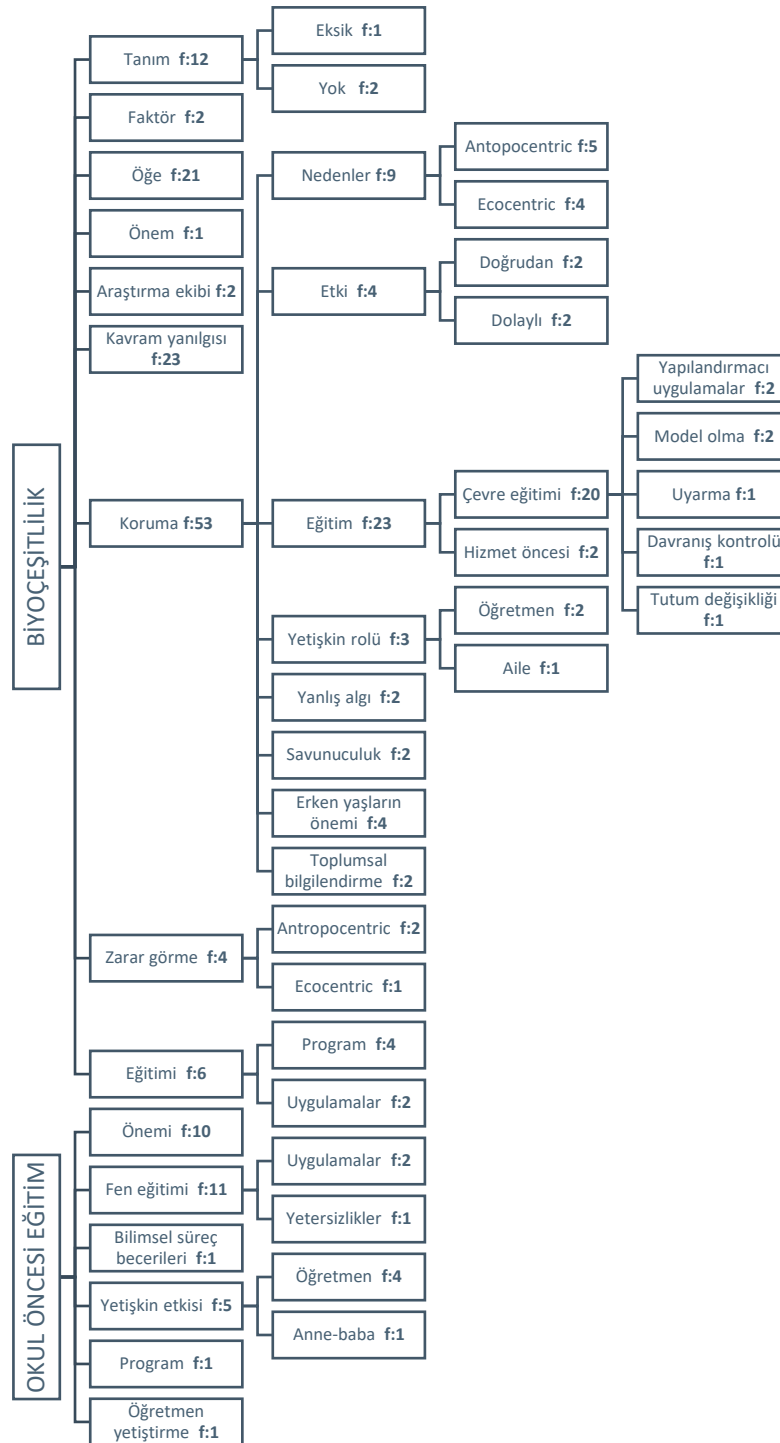 BİYOÇEŞİTLİLİK
Tanım f:12
Eksik f:1
Yok f:2
Faktör f:2
Öğe f:21
Önem f:1
Araştırma ekibi f:2
Kavram yanılgısı
f:23
Koruma f:53
Nedenler f:9
Antopocentric f:5
Ecocentric f:4
Etki f:4
Doğrudan f:2
Dolaylı f:2
Eğitim f:23
Çevre eğitimi f:20
Yapılandırmacı
uygulamalar f:2
Model olma f:2
Uyarma f:1
Davranış kontrolü
f:1
Tutum değişikliği
f:1
Hizmet öncesi f:2
Yetişkin rolü f:3
Öğretmen f:2
Aile f:1
Yanlış algı f:2
Savunuculuk f:2
Erken yaşların
önemi f:4
Toplumsal
bilgilendirme f:2
Zarar görme f:4
Antropocentric f:2
Ecocentric f:1
Eğitimi f:6
Program f:4
Uygulamalar f:2
OKUL ÖNCESİ EĞİTİM
Önemi f:10
Fen eğitimi f:11
Uygulamalar f:2
Yetersizlikler f:1
Bilimsel süreç
becerileri f:1
Yetişkin etkisi f:5
Öğretmen f:4
Anne-baba f:1
Program f:1
Öğretmen
yetiştirme f:1